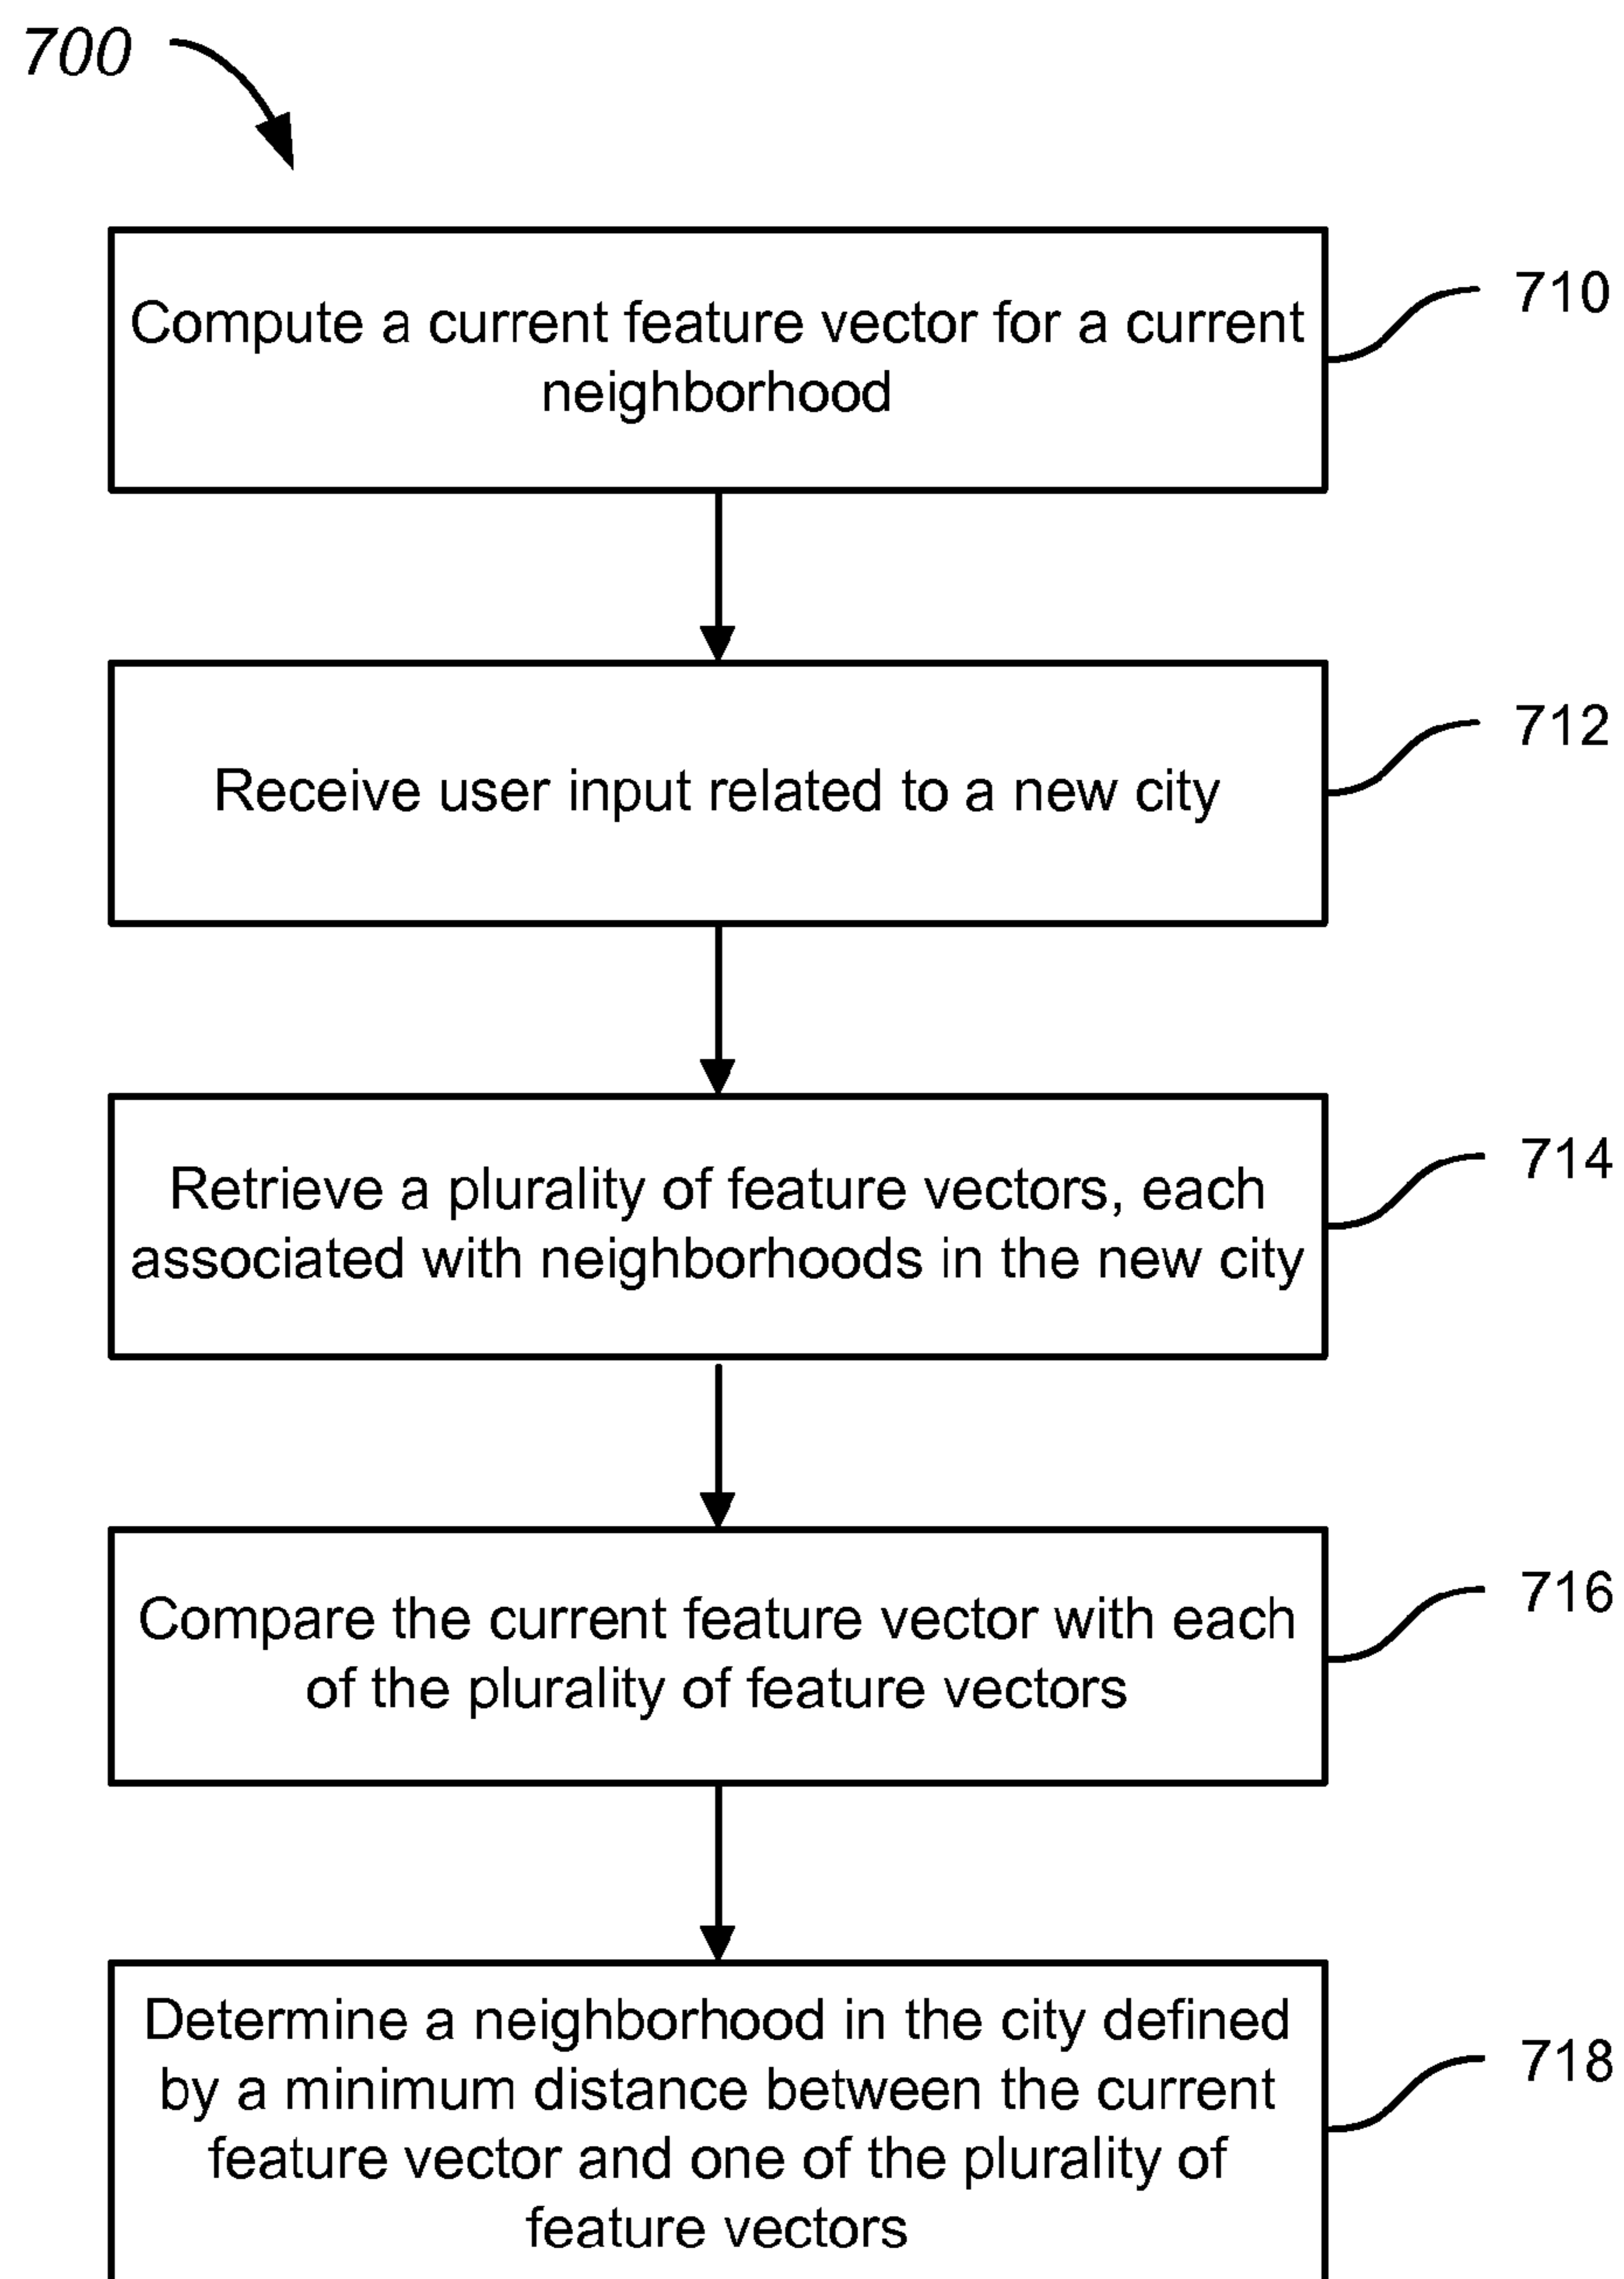 700
Compute a current feature vector for a current
neighborhood
710
Receive user input related to a new city
712
Retrieve a plurality of feature vectors, each
associated with neighborhoods in the new city
714
Compare the current feature vector with each
of the plurality of feature vectors
716
Determine a neighborhood in the city defined
by a minimum distance between the current
feature vector and one of the plurality of
feature vectors
718